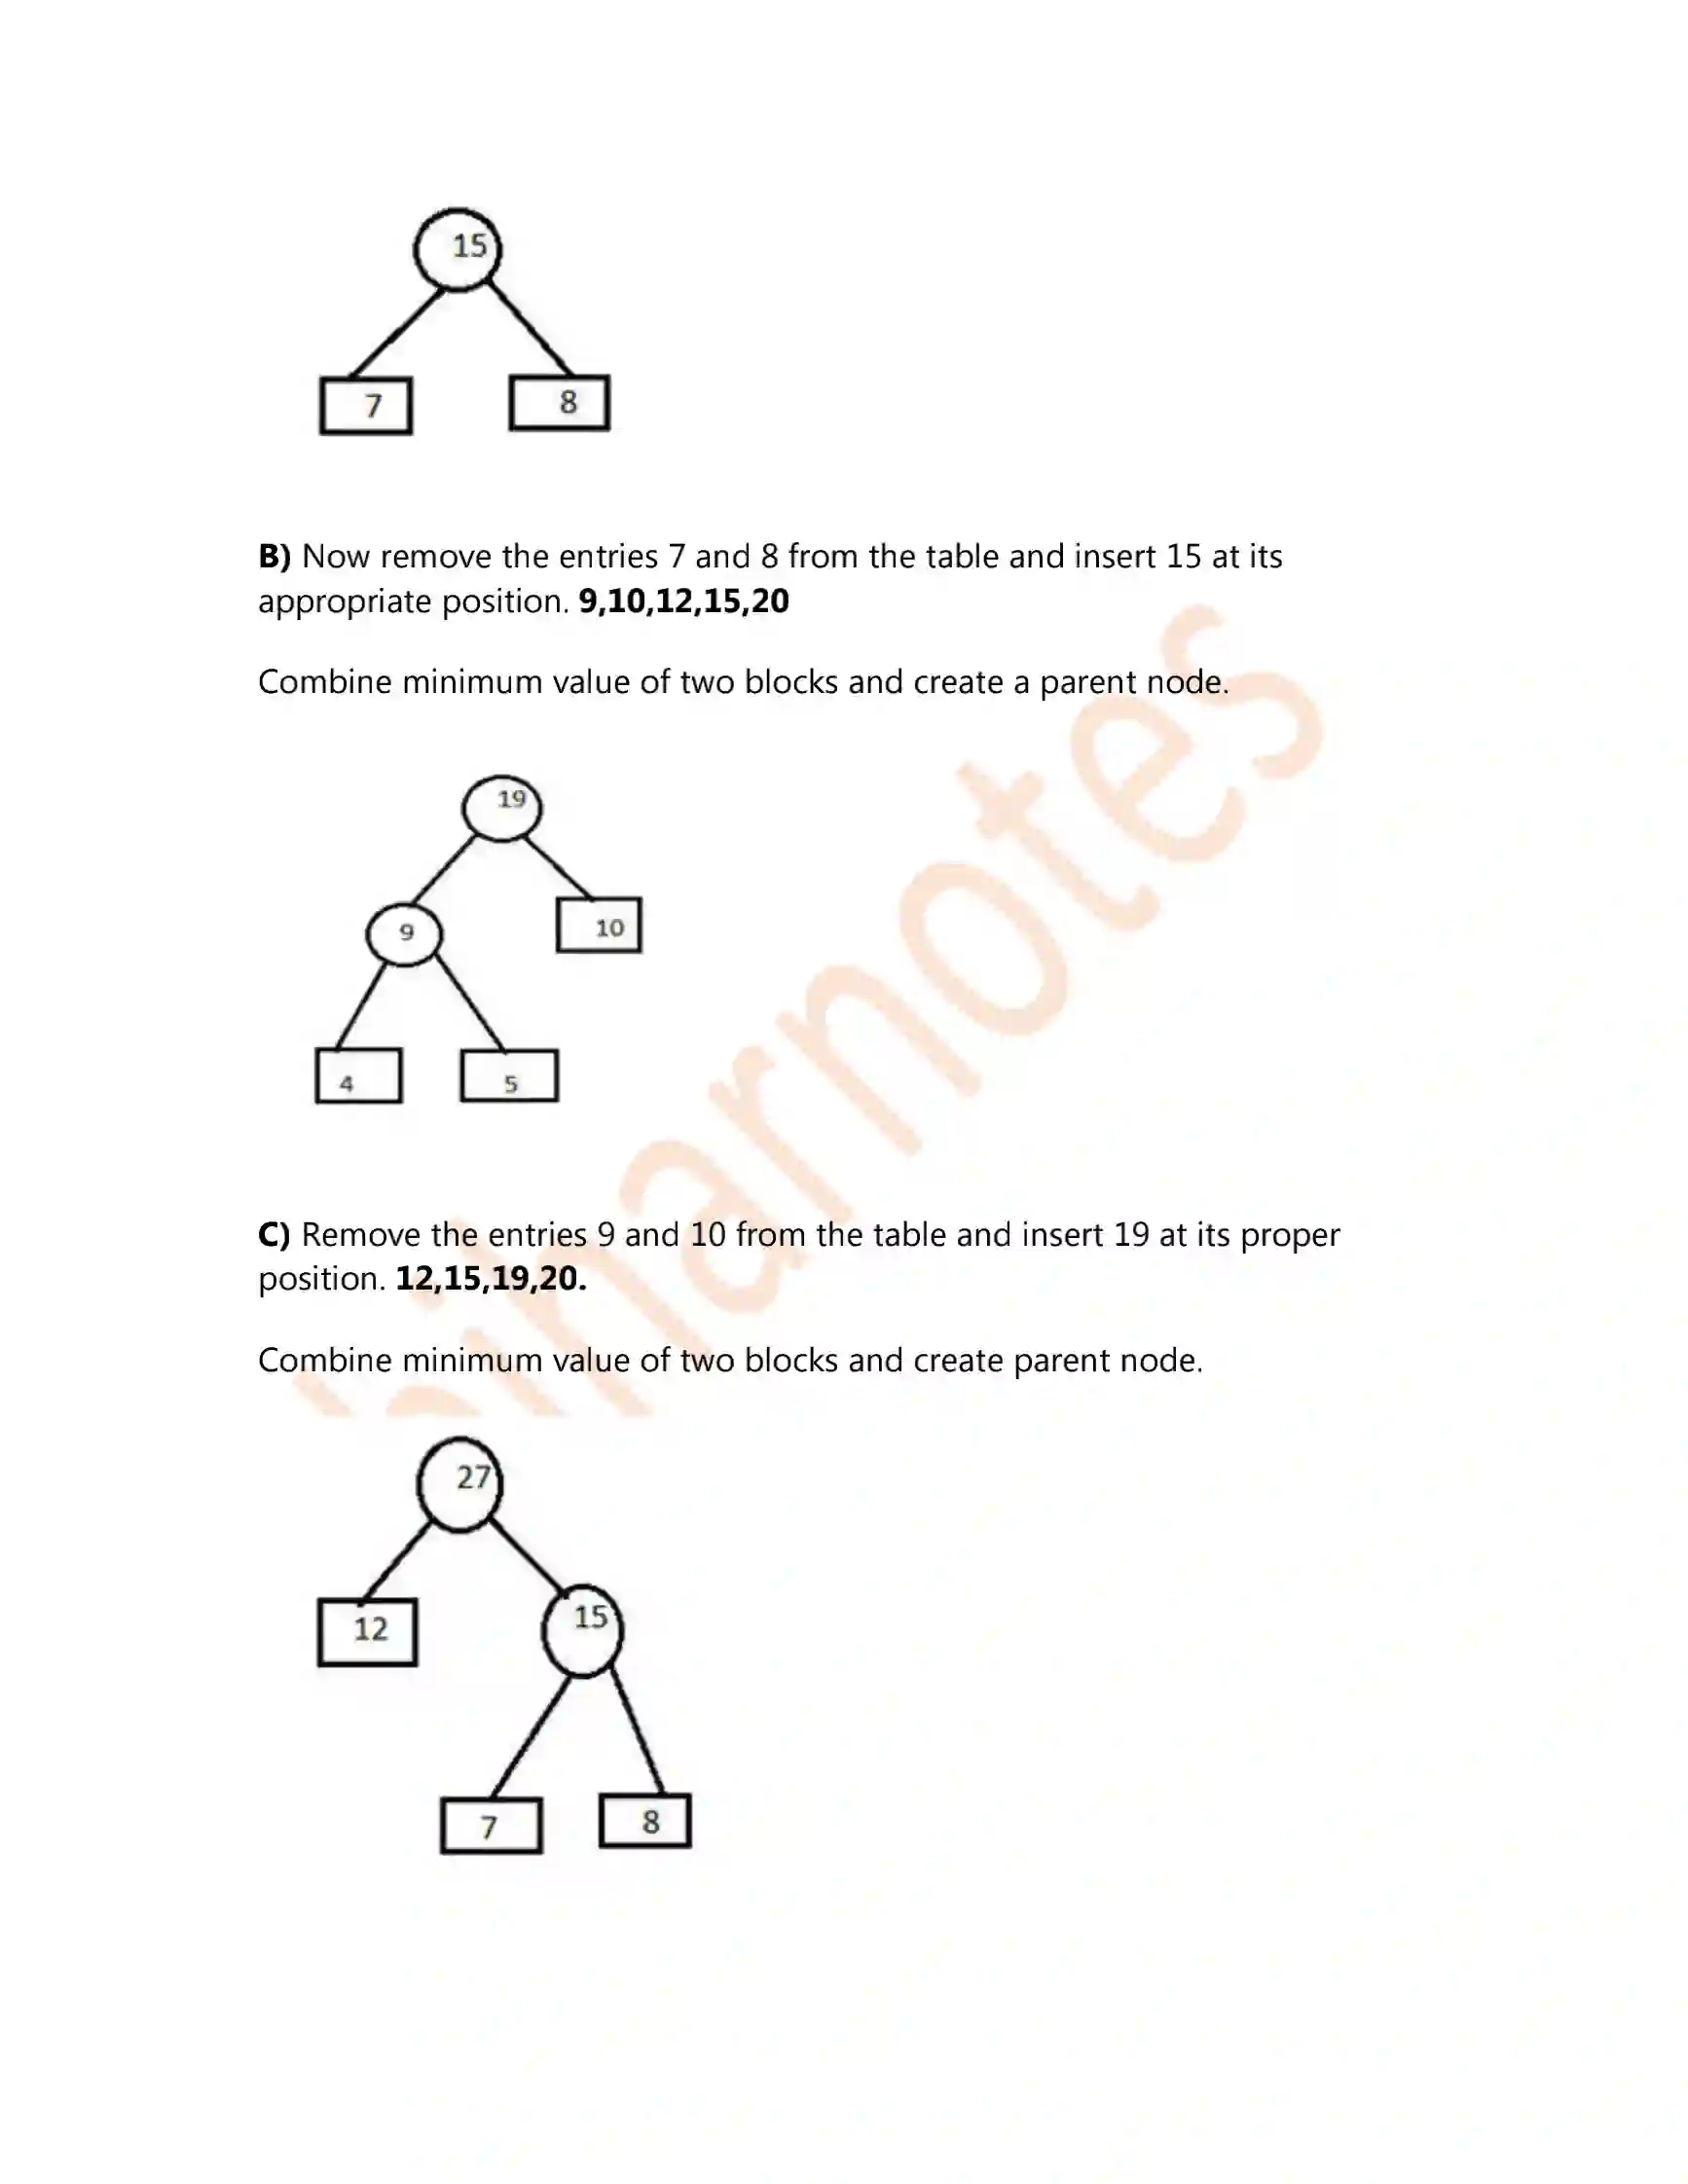 15
7 8
B) Now remove the entries 7 and 8 from the table and insert 15 at its
appropriate position. 9,10,12,15,20
Combine minimum value of two blocks and create a parent node.
19
9 10
4 5
C) Remove the entries 9 and 10 from the table and insert 19 at its proper
position. 12,15,19,20.
Combine minimum value of two blocks and create parent node.
27
12 15
7 8